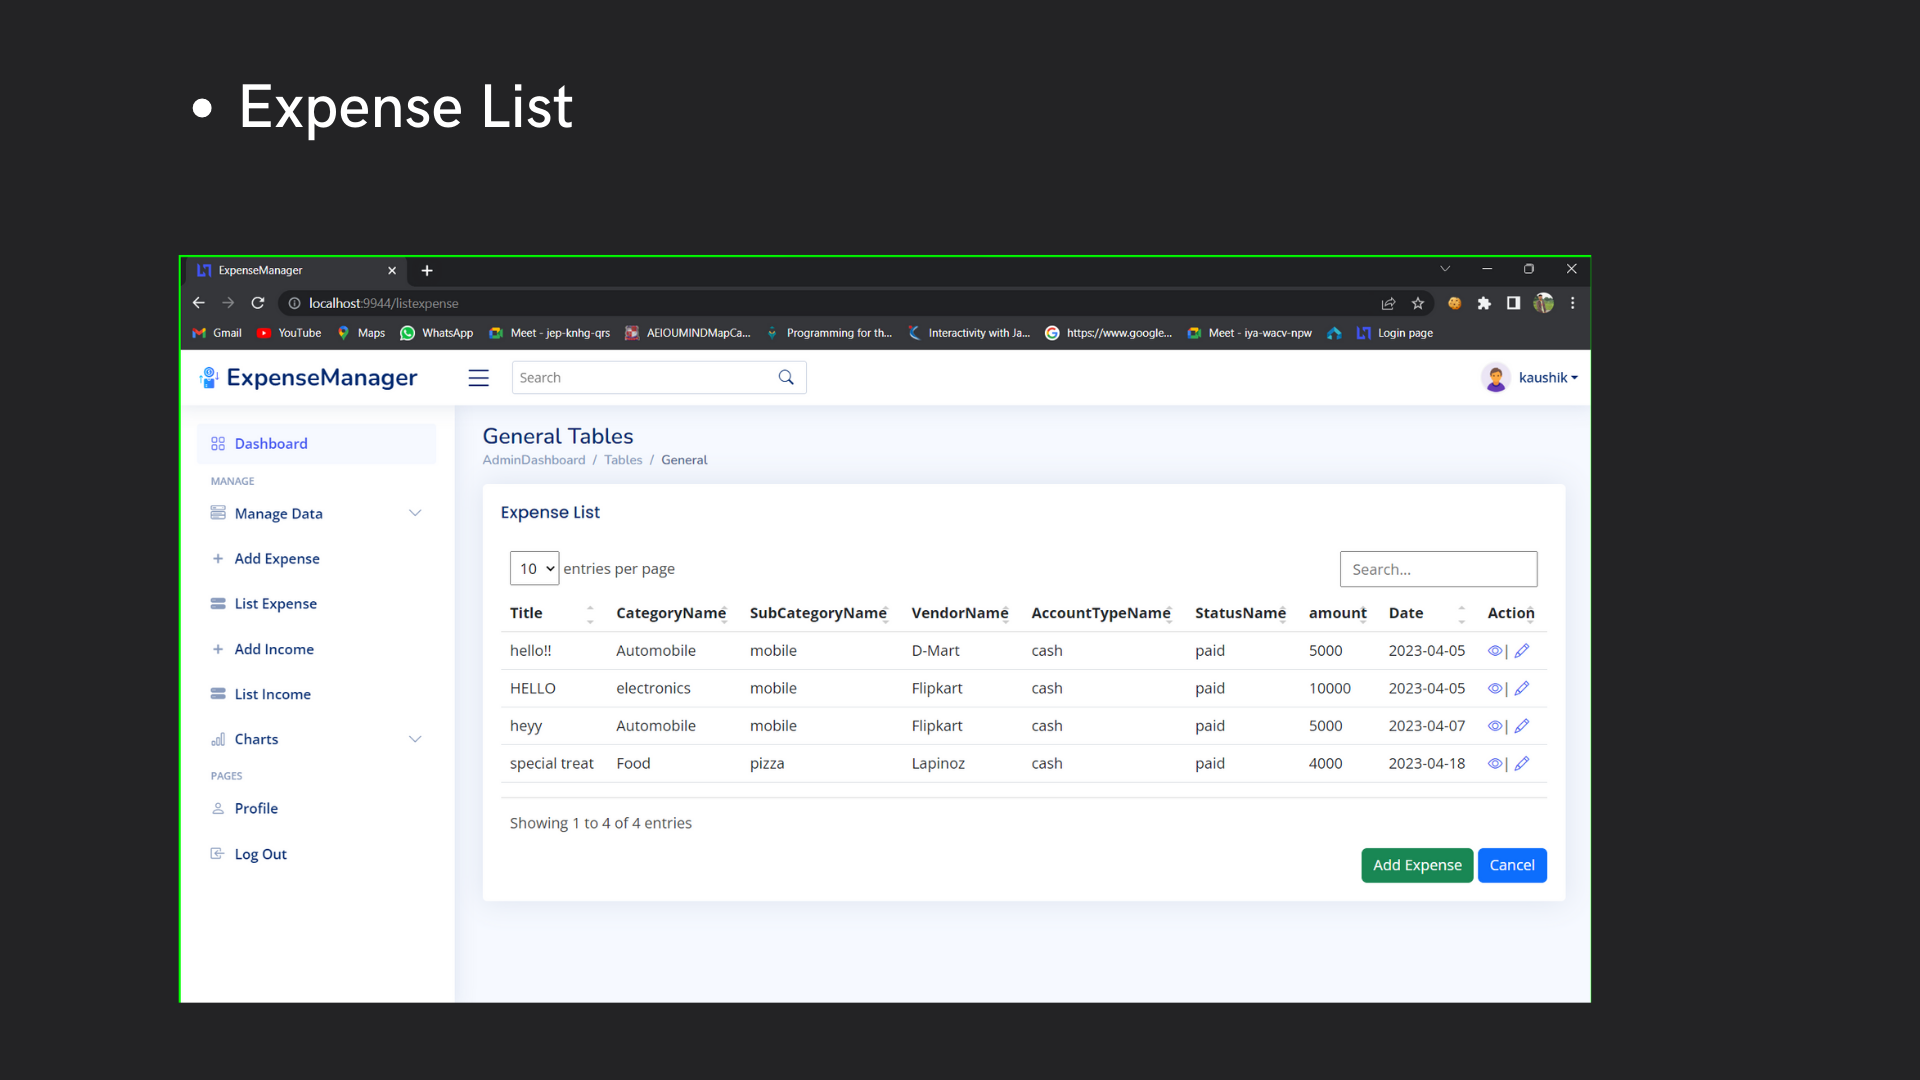 • Expense List
ExpenseManager
localhost:9944/listexpense
Gmail YouTube Maps WhatsApp Meet - jep-knhg-qrs AEIOUMINDMapCa... Programming for th... Interactivity with Ja... https://www.google... Meet - iya-wacv-npw Login page
ExpenseManager Search kaushik
Dashboard
MANAGE
Manage Data
+ Add Expense
List Expense
+ Add Income
List Income
Charts
PAGES
Profile
Log Out
General Tables
AdminDashboard / Tables / General
Expense List
10 entries per page Search...
Title CategoryName SubCategoryName VendorName AccountTypeName StatusName amount Date Action
hello!! Automobile mobile D-Mart cash paid 5000 2023-04-05 |
HELLO electronics mobile Flipkart cash paid 10000 2023-04-05 |
heyy Automobile mobile Flipkart cash paid 5000 2023-04-07 |
special treat Food pizza Lapinoz cash paid 4000 2023-04-18 |
Showing 1 to 4 of 4 entries
Add Expense Cancel